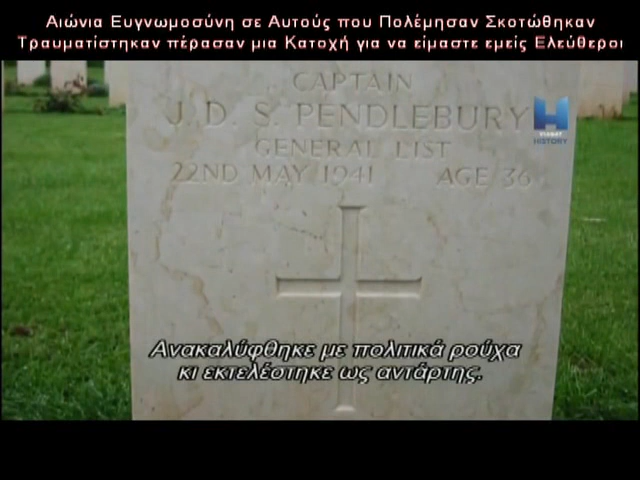 Αιώνια Ευγνωμοσύνη σε Αυτούς που Πολέμησαν Σκοτώθηκαν
Τραυματίστηκαν πέρασαν μια Κατοχή για να είμαστε εμείς Ελεύθεροι
CAPTAIN
J. D. S. PENDLEBURY
GENERAL LIST
22ND MAY 1941 AGE 36
H
VIASAT
HISTORY
Ανακαλύφθηκε με πολιτικά ρούχα
κι εκτελέστηκε ως αντάρτης.